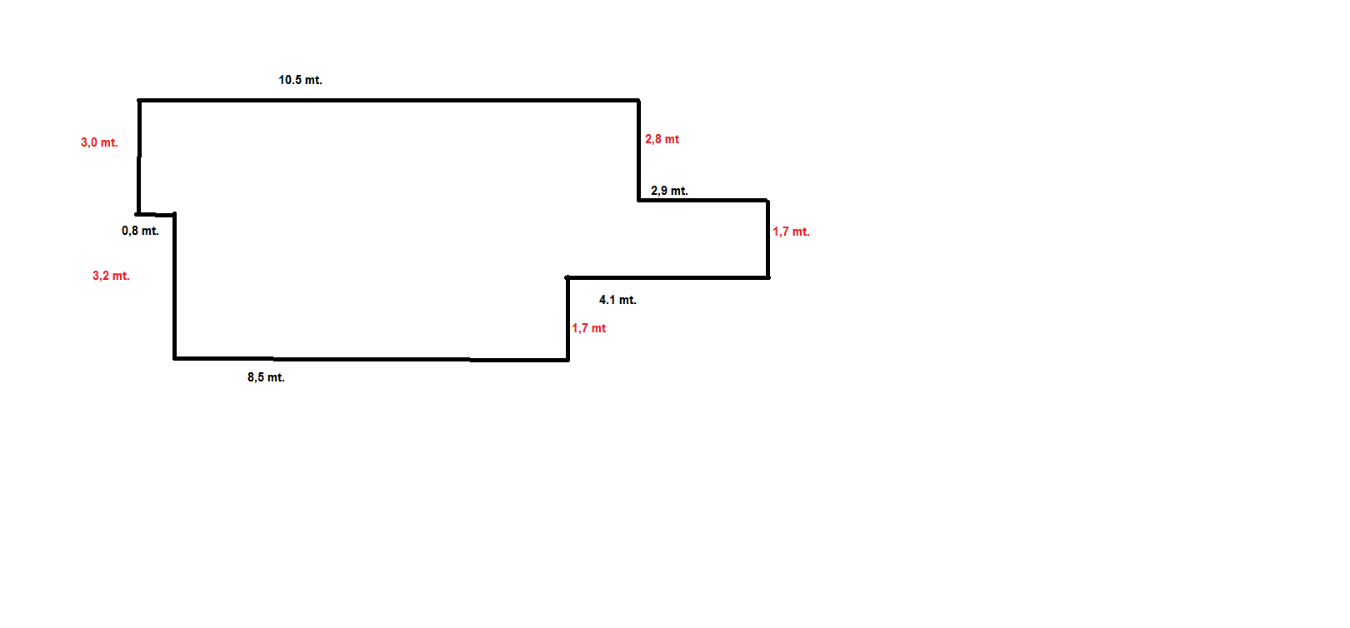 10.5 mt.
3,0 mt.
2,8 mt
2,9 mt.
0,8 mt.
1,7 mt.
3,2 mt.
4.1 mt.
1,7 mt
8,5 mt.